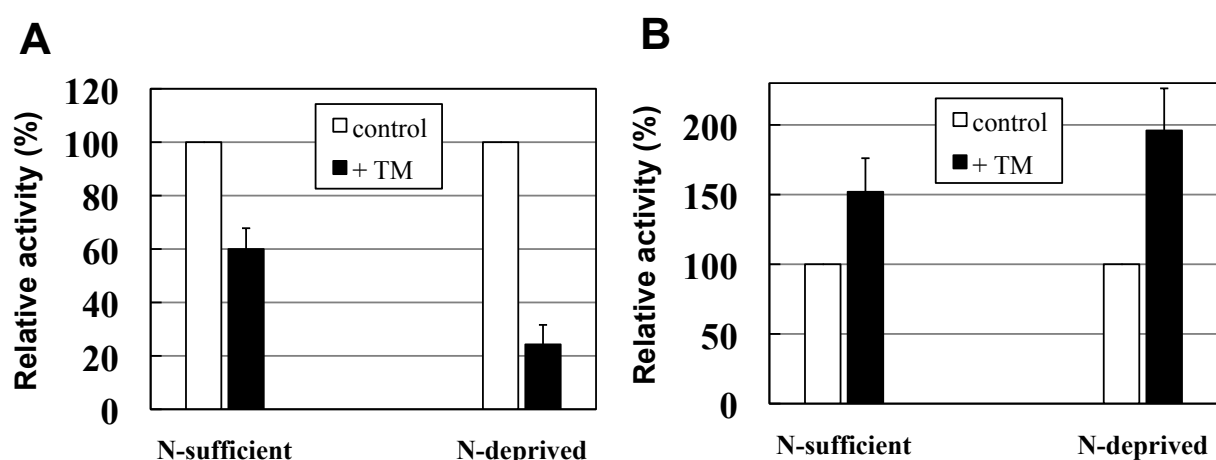 A
Relative activity (%)
120
100
80
60
40
20
0
control
+ TM
N-sufficient
N-deprived
B
Relative activity (%)
200
150
100
50
0
control
+ TM
N-sufficient
N-deprived